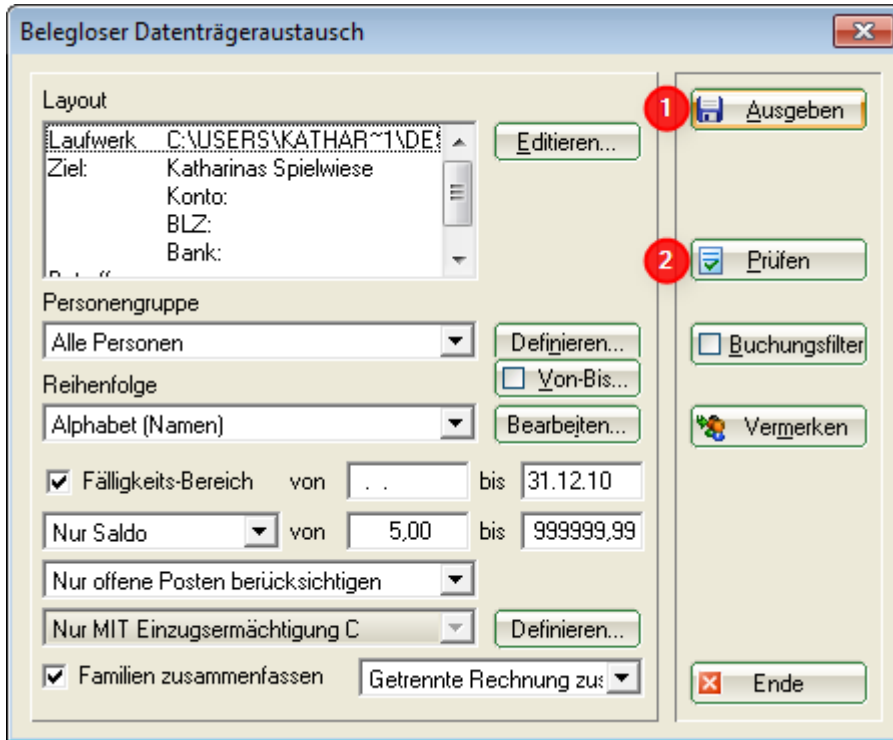 Belegloser Datenträgeraustausch
Layout
Laufwerk C:\USERS\KATHAR~1\DES
Ziel: Katharinas Spielwiese
Konto:
BLZ:
Bank:
Editieren...
Personengruppe
Alle Personen
Definieren...
Von-Bis...
Reihenfolge
Alphabet (Namen)
Bearbeiten...
Fälligkeits-Bereich von . . bis 31.12.10
Nur Saldo von 5,00 bis 999999,99
Nur offene Posten berücksichtigen
Nur MIT Einzugsermächtigung C
Definieren...
Familien zusammenfassen
Getrennte Rechnung zus
1 Ausgeben
2 Prüfen
Buchungsfilter
Vermerken
Ende